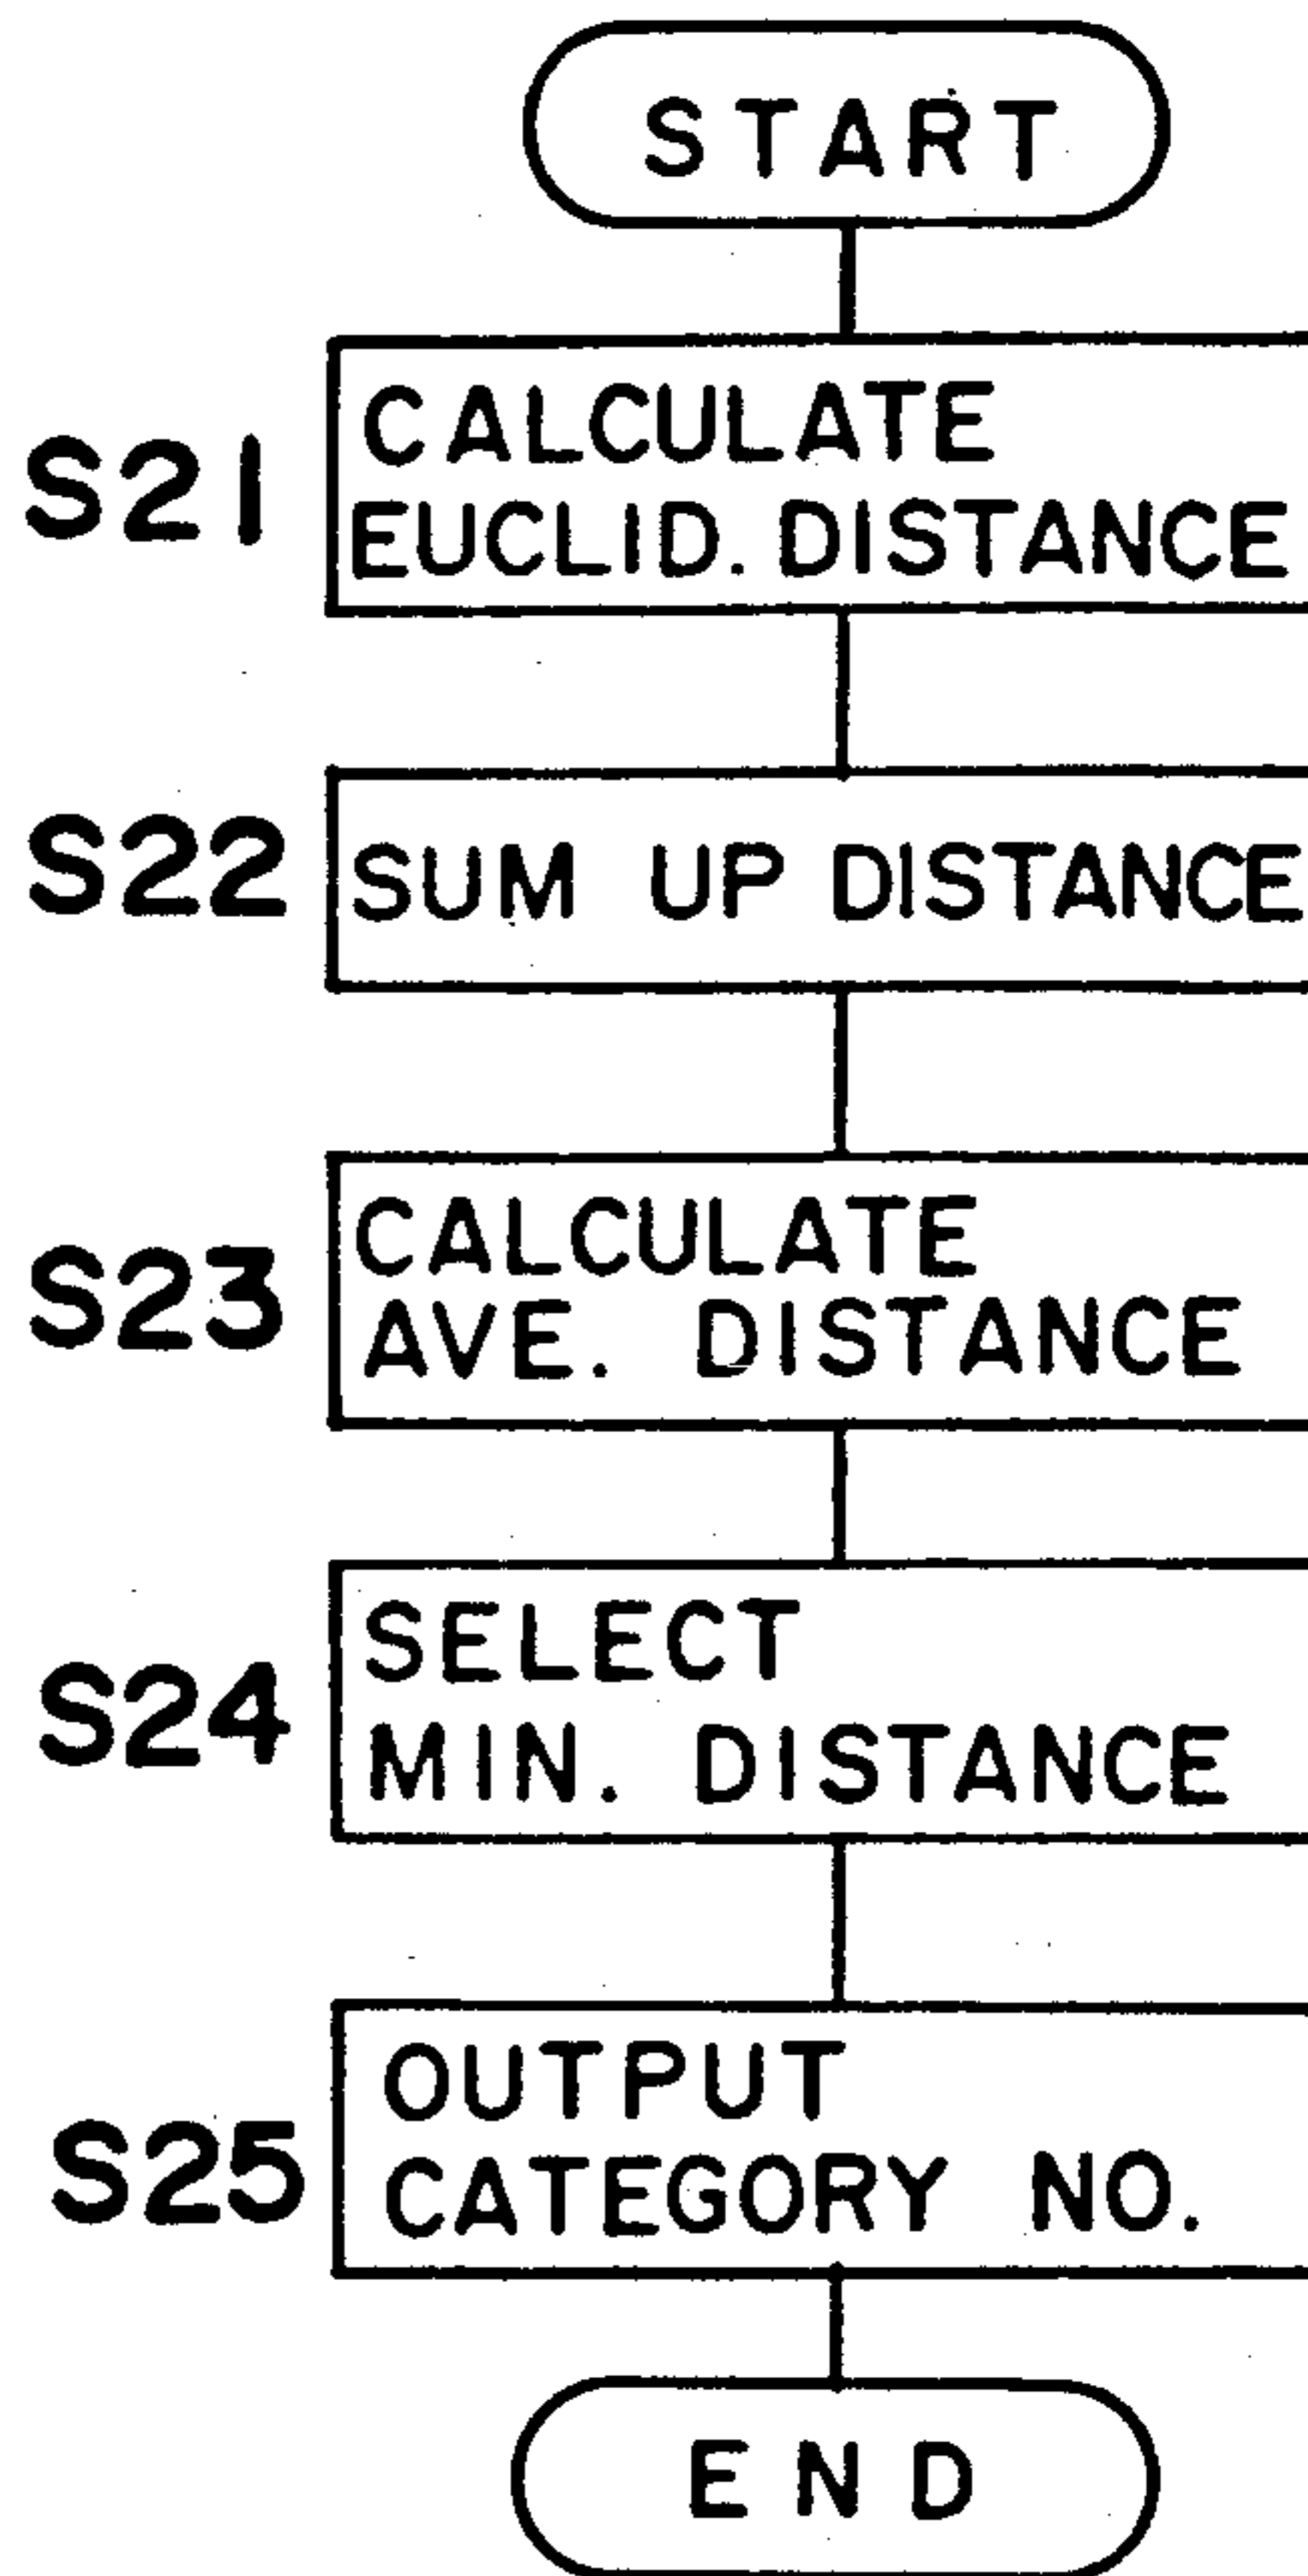 START
S21
CALCULATE
EUCLID. DISTANCE
S22
SUM UP DISTANCE
S23
CALCULATE
AVE. DISTANCE
S24
SELECT
MIN. DISTANCE
S25
OUTPUT
CATEGORY NO.
END